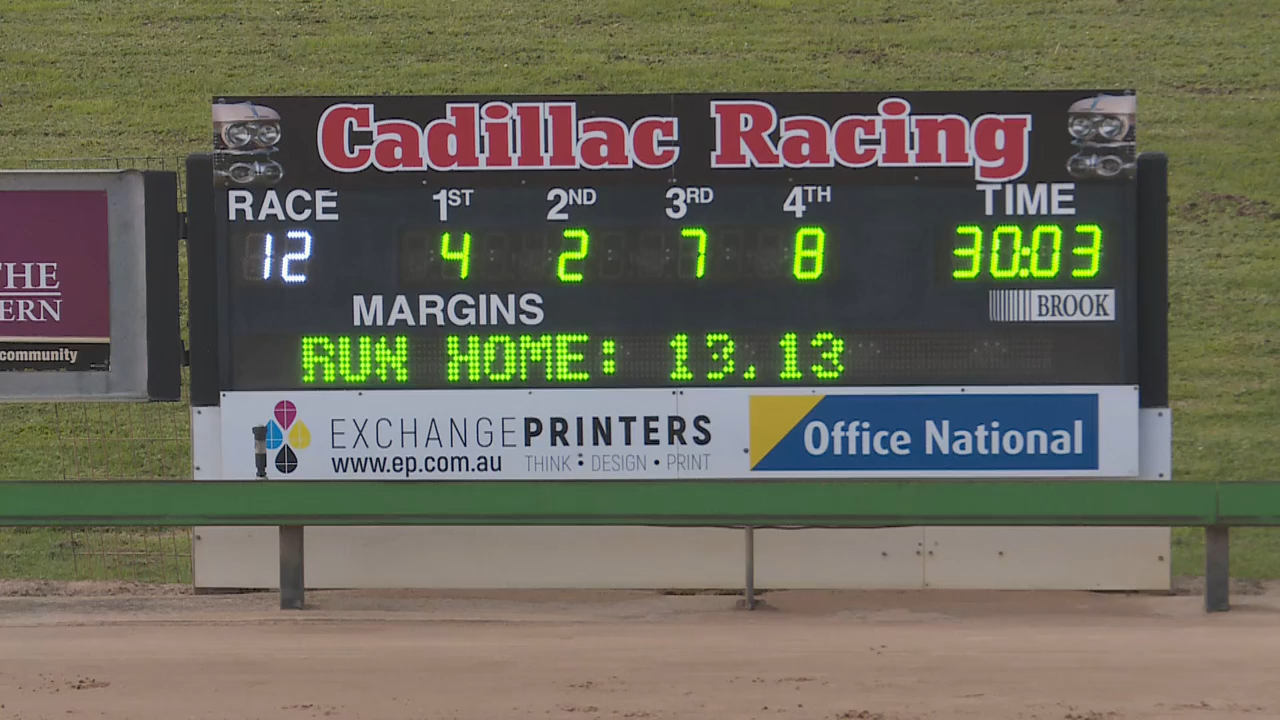 Cadillac Racing
RACE 1ST 2ND 3RD 4TH TIME
12 4 2 7 8 30:03
MARGINS BROOK
RUN HOME: 13.13
THE
ERN
community
EXCHANGEPRINTERS
www.ep.com.au THINK • DESIGN • PRINT
Office National